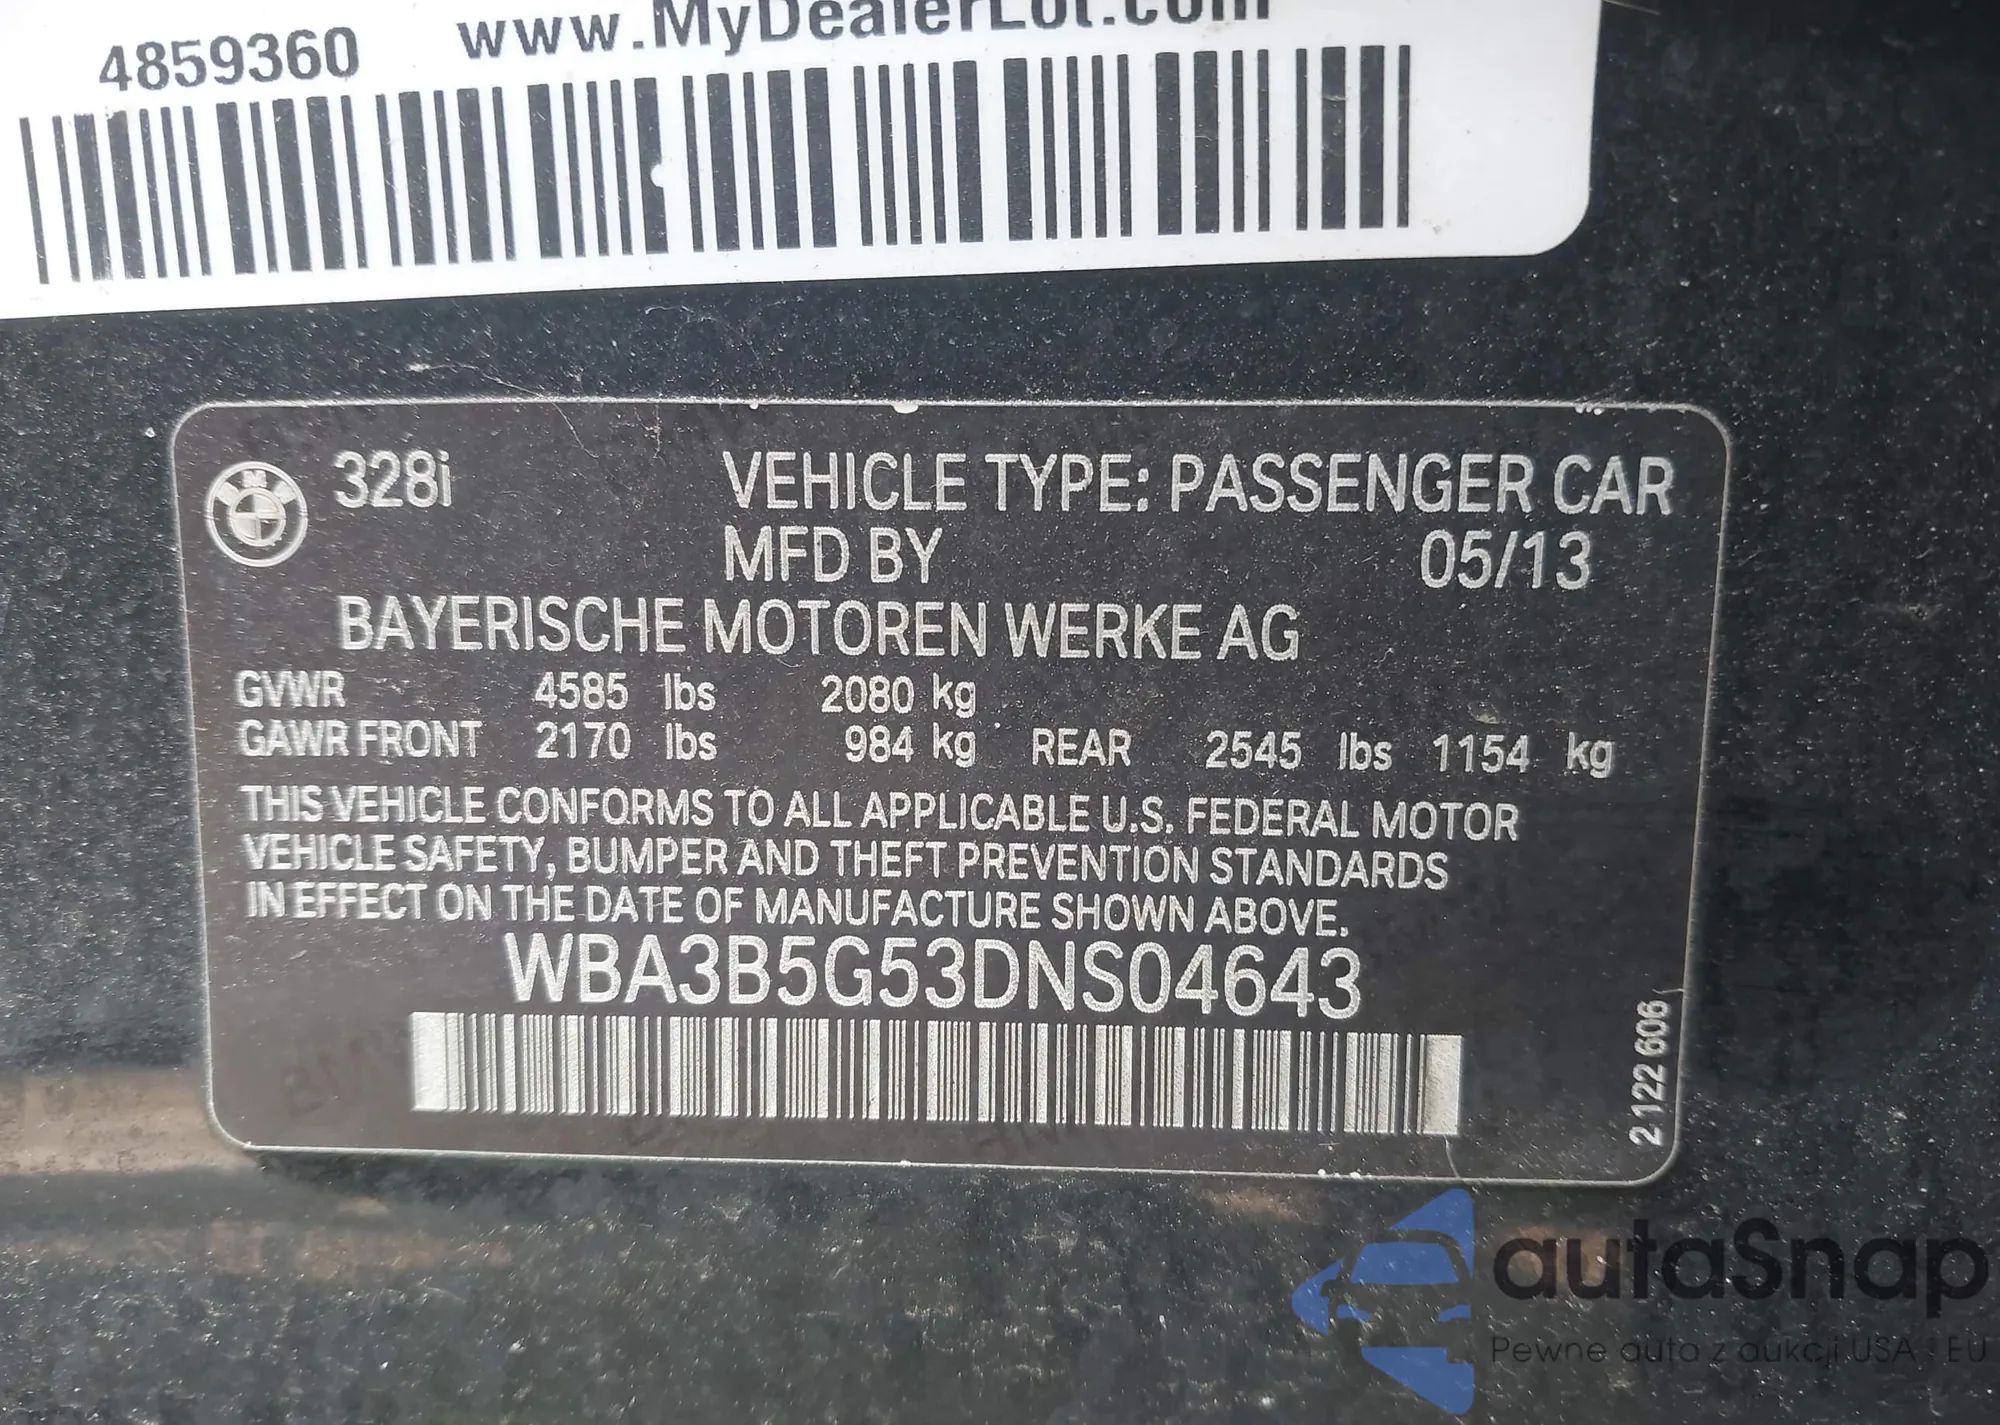 4859360 www.MyDealerLot.com
BMW 328i VEHICLE TYPE: PASSENGER CAR
MFD BY 05/13
BAYERISCHE MOTOREN WERKE AG
GVWR 4585 lbs 2080 kg
GAWR FRONT 2170 lbs 984 kg REAR 2545 lbs 1154 kg
THIS VEHICLE CONFORMS TO ALL APPLICABLE U.S. FEDERAL MOTOR
VEHICLE SAFETY, BUMPER AND THEFT PREVENTION STANDARDS
IN EFFECT ON THE DATE OF MANUFACTURE SHOWN ABOVE.
WBA3B5G53DNS04643
2 122 606
autaSnap
Pewne auta z aukcji USA i EU